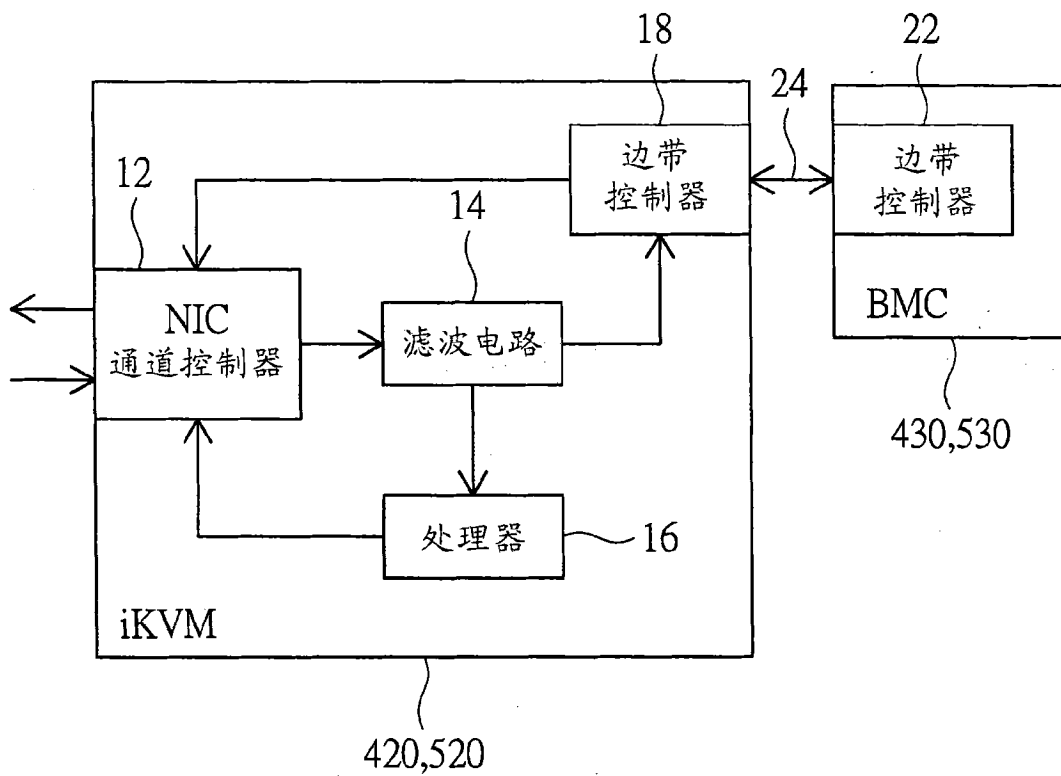 18
22
24
边带
控制器
边带
控制器
12
14
NIC
通道控制器
滤波电路
BMC
430,530
处理器
16
iKVM
420,520